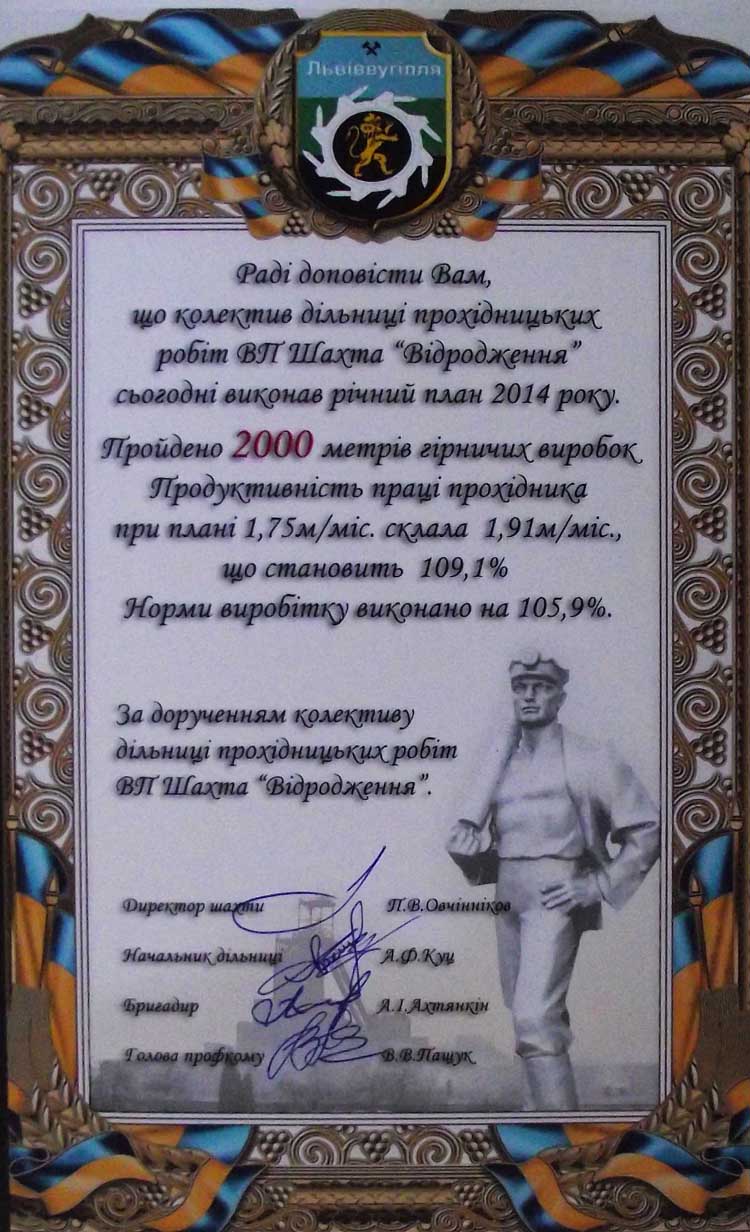 Львіввугілля
Раді доповісти Вам,
що колектив дільниці прохідницьких
робіт ВП Шахта “Відродження”
сьогодні виконав річний план 2014 року.
Пройдено 2000 метрів гірничих виробок
Продуктивність праці прохідника
при плані 1,75м/міс. склала 1,91м/міс.,
що становить 109,1%
Норми виробітку виконано на 105,9%.
За дорученням колективу
дільниці прохідницьких робіт
ВП Шахта “Відродження”.
Директор шахти П.В.Овчінніков
Начальник дільниці А.Ф.Куц
Бригадир А.І.Ахтянкін
Голова профкому В.В.Пащук